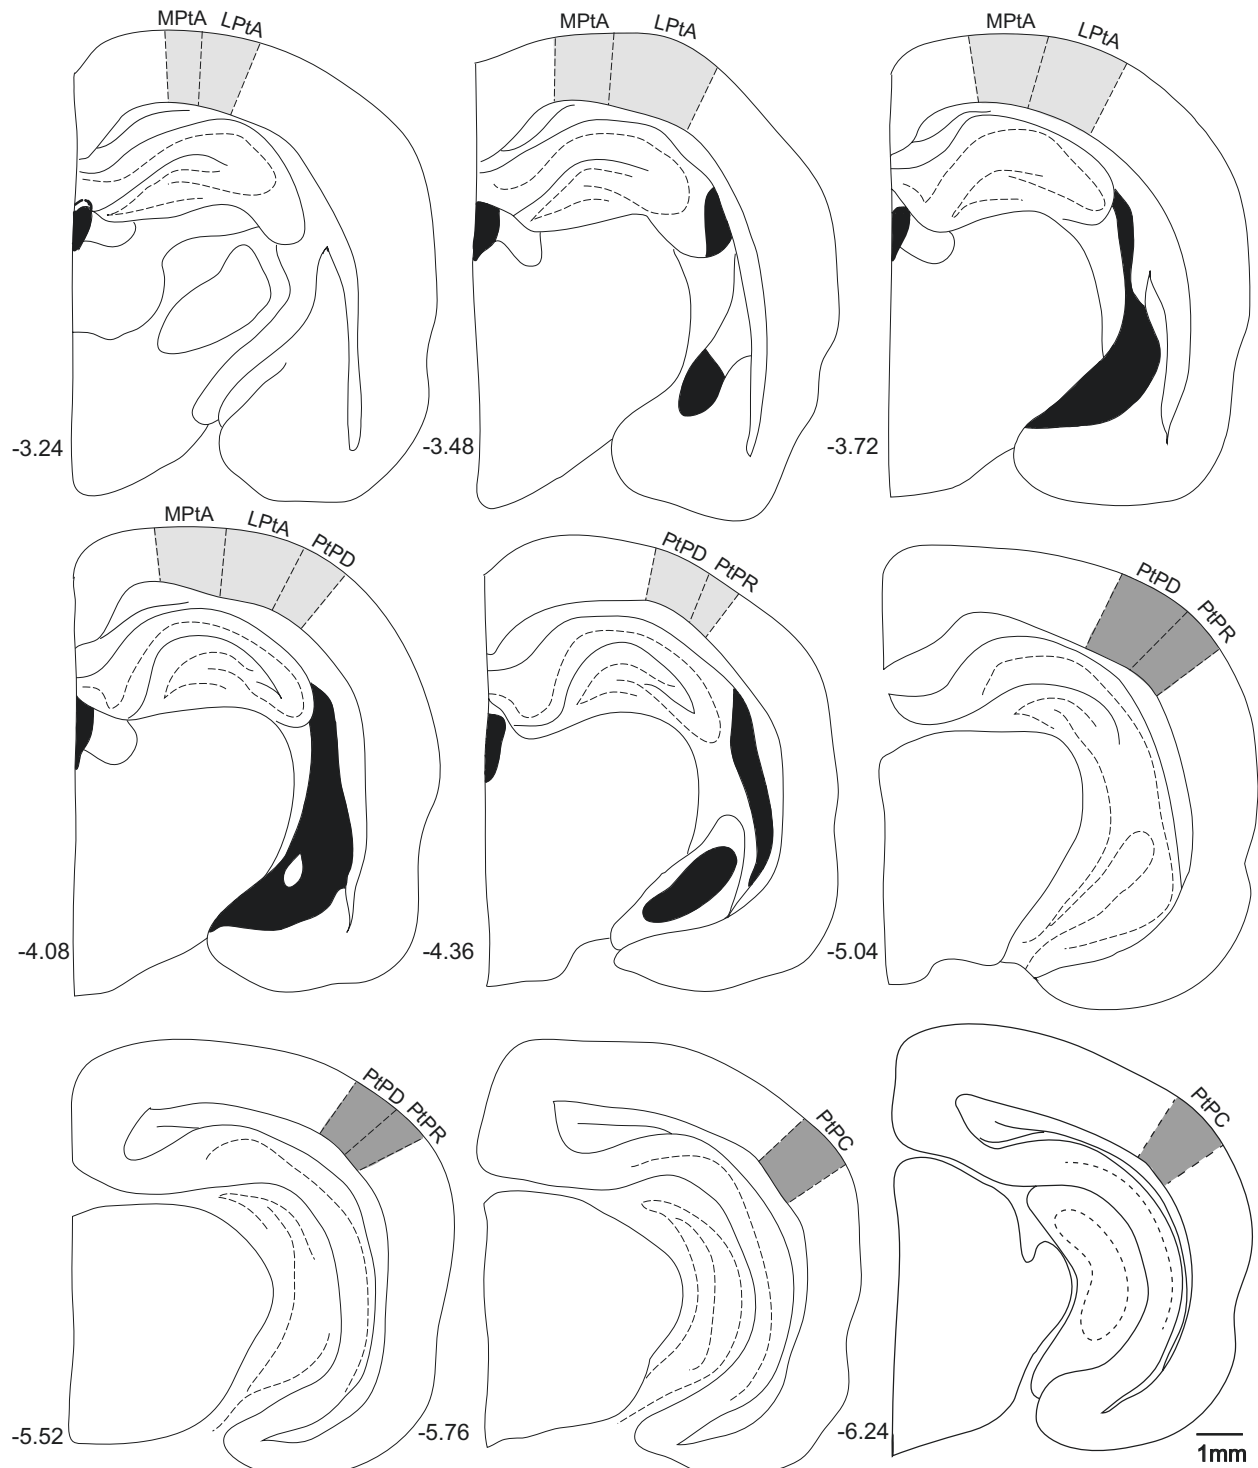 MPtA LPtA
MPtA LPtA
MPtA LPtA
-3.24
-3.48
-3.72
MPtA LPtA PtPD
PtPD PtPR
PtPD PtPR
-4.08
-4.36
-5.04
PtPD PtPR
PtPC
PtPC
-5.52
-5.76
-6.24
1mm